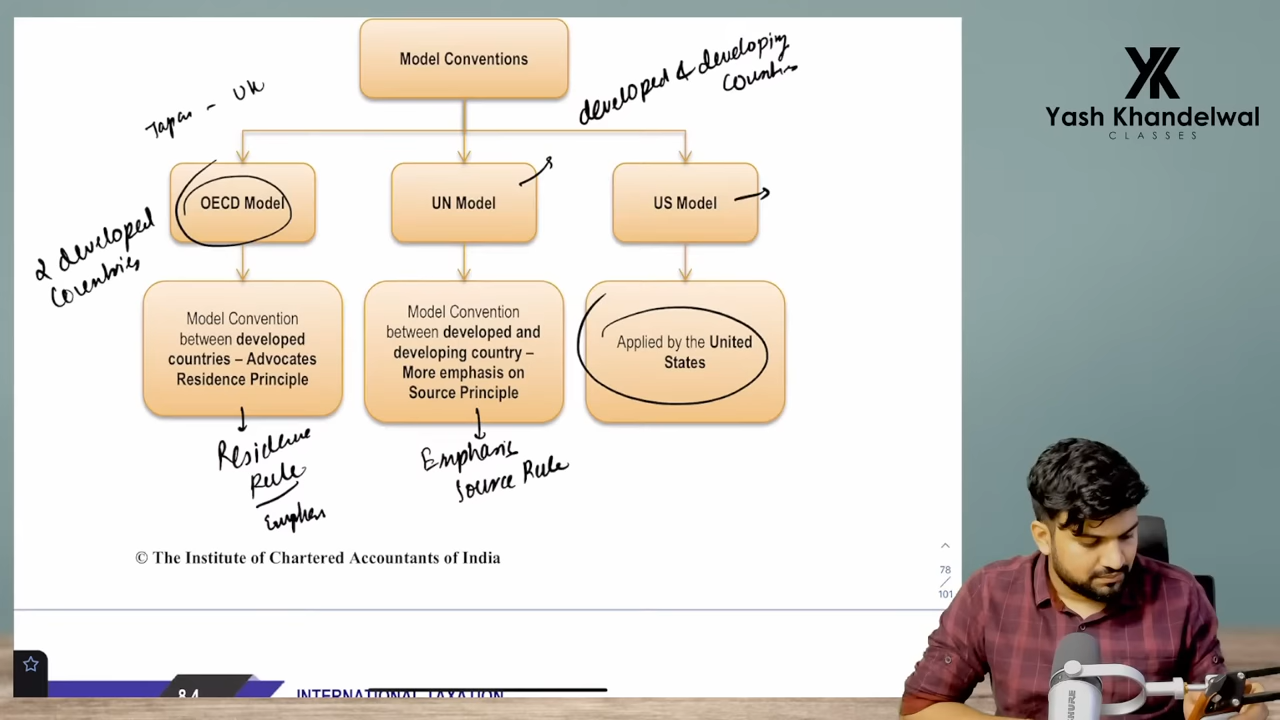 Model Conventions
developed & developing
Countries
Japan - UK
Yash Khandelwal
CLASSES
OECD Model
UN Model
US Model
2 developed
Countries
Model Convention
between developed
countries – Advocates
Residence Principle
Model Convention
between developed and
developing country –
More emphasis on
Source Principle
Applied by the United
States
Residence
Rule
Emphasis
Source Rule
© The Institute of Chartered Accountants of India
78
/
101
8.4
INTERNATIONAL TAXATION